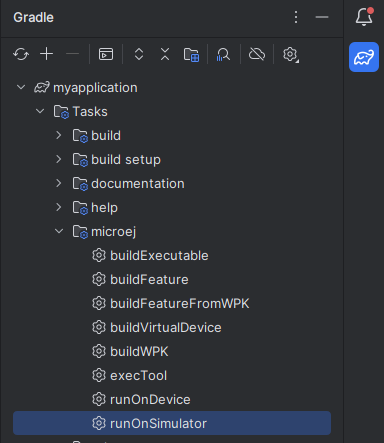 Gradle
myapplication
Tasks
build
build setup
documentation
help
microej
buildExecutable
buildFeature
buildFeatureFromWPK
buildVirtualDevice
buildWPK
execTool
runOnDevice
runOnSimulator